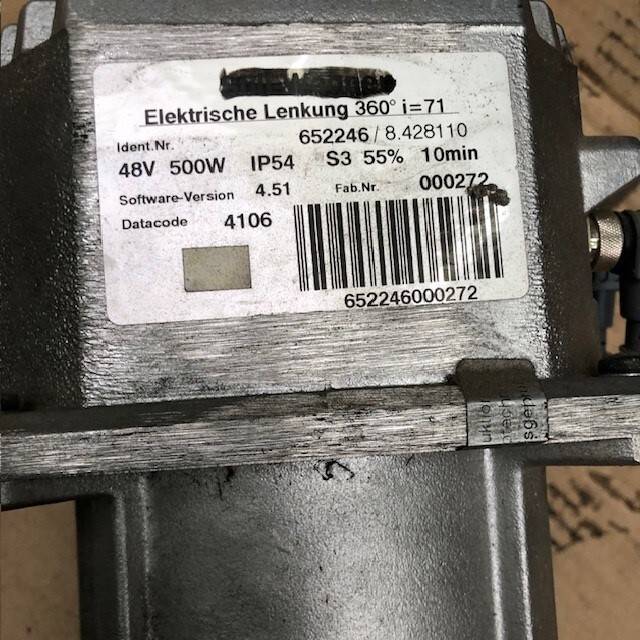 Elektrische Lenkung 360° i=71
Ident.Nr. 652246 / 8.428110
48V 500W IP54 S3 55% 10min
Software-Version 4.51 Fab.Nr. 000272
Datacode 4106
652246000272